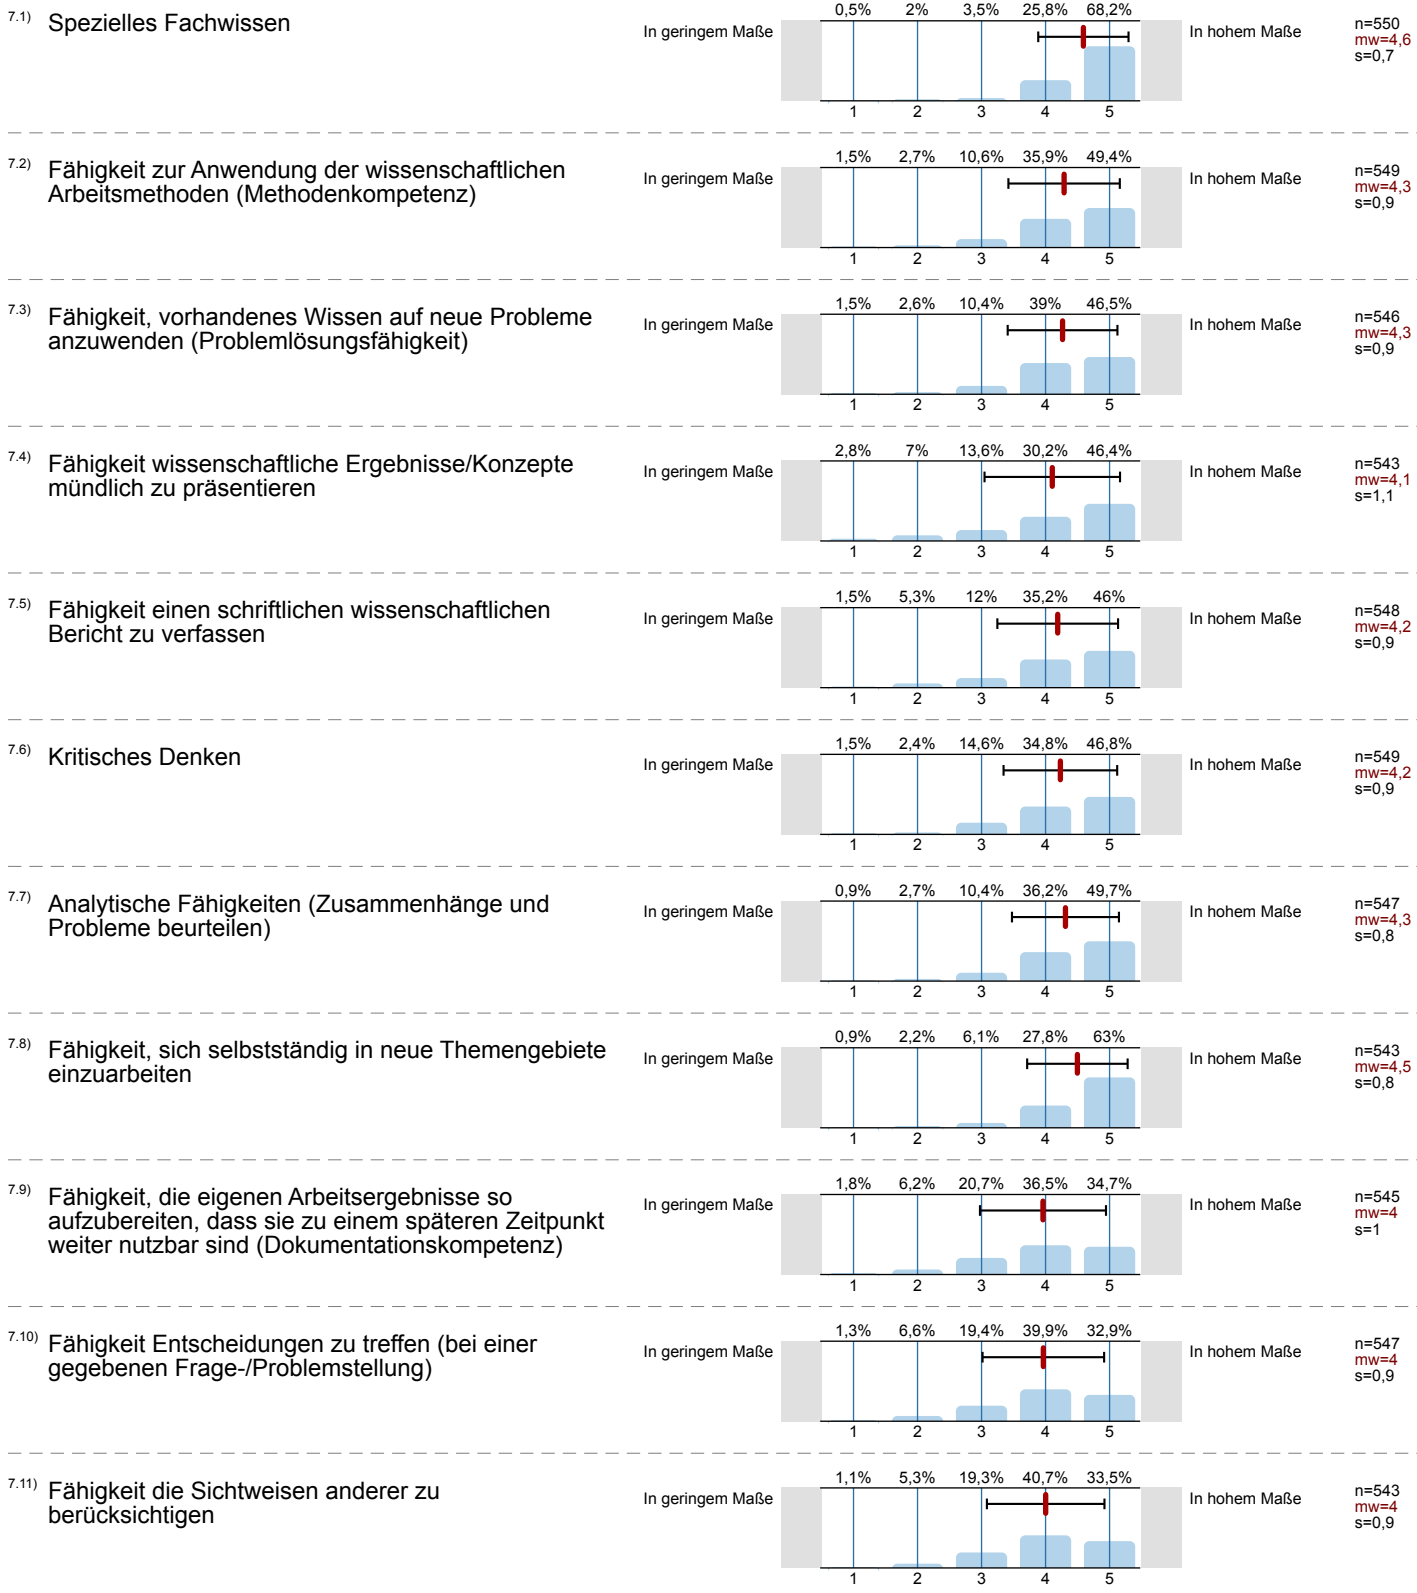 7.1) Spezielles Fachwissen
In geringem Maße
0,5% 2% 3,5% 25,8% 68,2%
1 2 3 4 5
In hohem Maße
n=550
mw=4,6
s=0,7
7.2) Fähigkeit zur Anwendung der wissenschaftlichen
Arbeitsmethoden (Methodenkompetenz)
In geringem Maße
1,5% 2,7% 10,6% 35,9% 49,4%
1 2 3 4 5
In hohem Maße
n=549
mw=4,3
s=0,9
7.3) Fähigkeit, vorhandenes Wissen auf neue Probleme
anzuwenden (Problemlösungsfähigkeit)
In geringem Maße
1,5% 2,6% 10,4% 39% 46,5%
1 2 3 4 5
In hohem Maße
n=546
mw=4,3
s=0,9
7.4) Fähigkeit wissenschaftliche Ergebnisse/Konzepte
mündlich zu präsentieren
In geringem Maße
2,8% 7% 13,6% 30,2% 46,4%
1 2 3 4 5
In hohem Maße
n=543
mw=4,1
s=1,1
7.5) Fähigkeit einen schriftlichen wissenschaftlichen
Bericht zu verfassen
In geringem Maße
1,5% 5,3% 12% 35,2% 46%
1 2 3 4 5
In hohem Maße
n=548
mw=4,2
s=0,9
7.6) Kritisches Denken
In geringem Maße
1,5% 2,4% 14,6% 34,8% 46,8%
1 2 3 4 5
In hohem Maße
n=549
mw=4,2
s=0,9
7.7) Analytische Fähigkeiten (Zusammenhänge und
Probleme beurteilen)
In geringem Maße
0,9% 2,7% 10,4% 36,2% 49,7%
1 2 3 4 5
In hohem Maße
n=547
mw=4,3
s=0,8
7.8) Fähigkeit, sich selbstständig in neue Themengebiete
einzuarbeiten
In geringem Maße
0,9% 2,2% 6,1% 27,8% 63%
1 2 3 4 5
In hohem Maße
n=543
mw=4,5
s=0,8
7.9) Fähigkeit, die eigenen Arbeitsergebnisse so
aufzubereiten, dass sie zu einem späteren Zeitpunkt
weiter nutzbar sind (Dokumentationskompetenz)
In geringem Maße
1,8% 6,2% 20,7% 36,5% 34,7%
1 2 3 4 5
In hohem Maße
n=545
mw=4
s=1
7.10) Fähigkeit Entscheidungen zu treffen (bei einer
gegebenen Frage-/Problemstellung)
In geringem Maße
1,3% 6,6% 19,4% 39,9% 32,9%
1 2 3 4 5
In hohem Maße
n=547
mw=4
s=0,9
7.11) Fähigkeit die Sichtweisen anderer zu
berücksichtigen
In geringem Maße
1,1% 5,3% 19,3% 40,7% 33,5%
1 2 3 4 5
In hohem Maße
n=543
mw=4
s=0,9